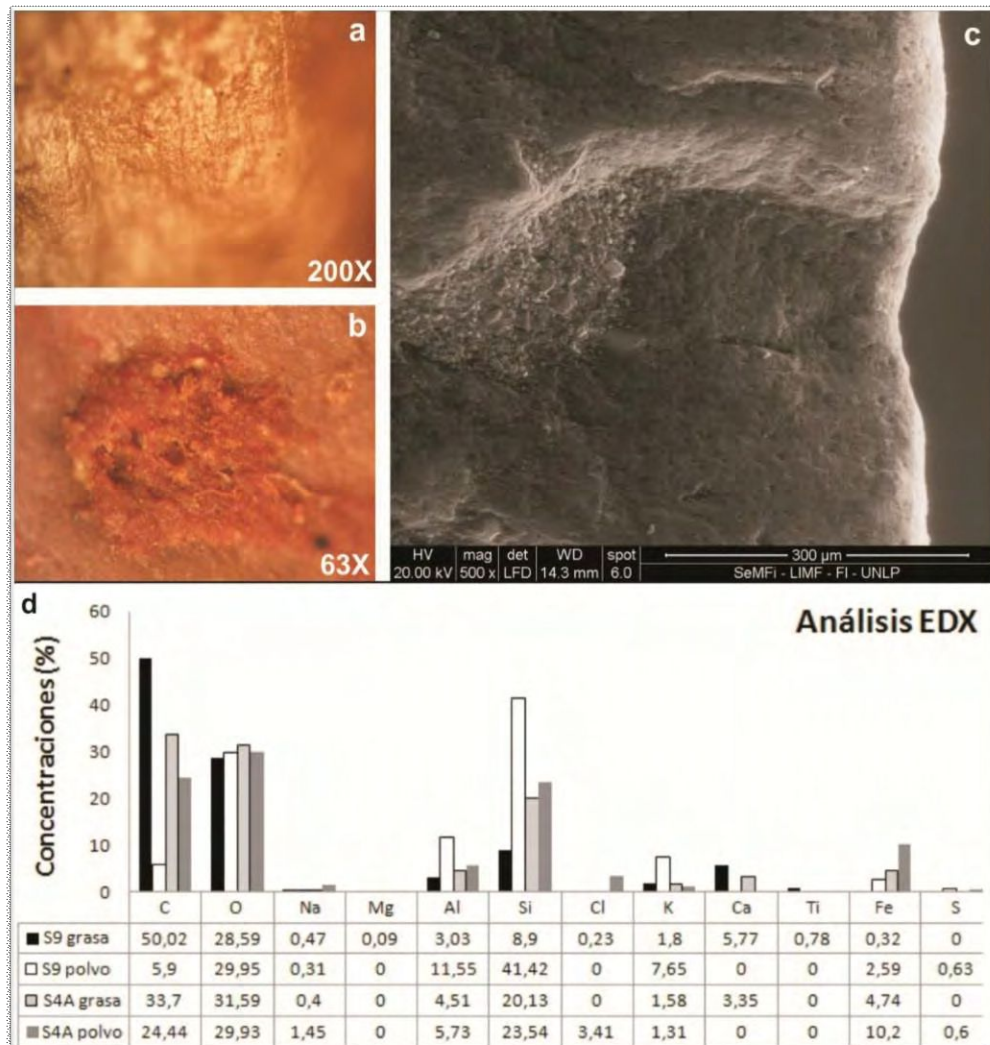 a
200X
b
63X
c
HV mag det WD spot 300 µm
20.00 kV 500 x LFD 14.3 mm 6.0 SeMFi - LIMF - FI - UNLP
d
Análisis EDX
Concentraciones (%)
60
50
40
30
20
10
0
C O Na Mg Al Si Cl K Ca Ti Fe S
S9 grasa 50,02 28,59 0,47 0,09 3,03 8,9 0,23 1,8 5,77 0,78 0,32 0
S9 polvo 5,9 29,95 0,31 0 11,55 41,42 0 7,65 0 0 2,59 0,63
S4A grasa 33,7 31,59 0,4 0 4,51 20,13 0 1,58 3,35 0 4,74 0
S4A polvo 24,44 29,93 1,45 0 5,73 23,54 3,41 1,31 0 0 10,2 0,6